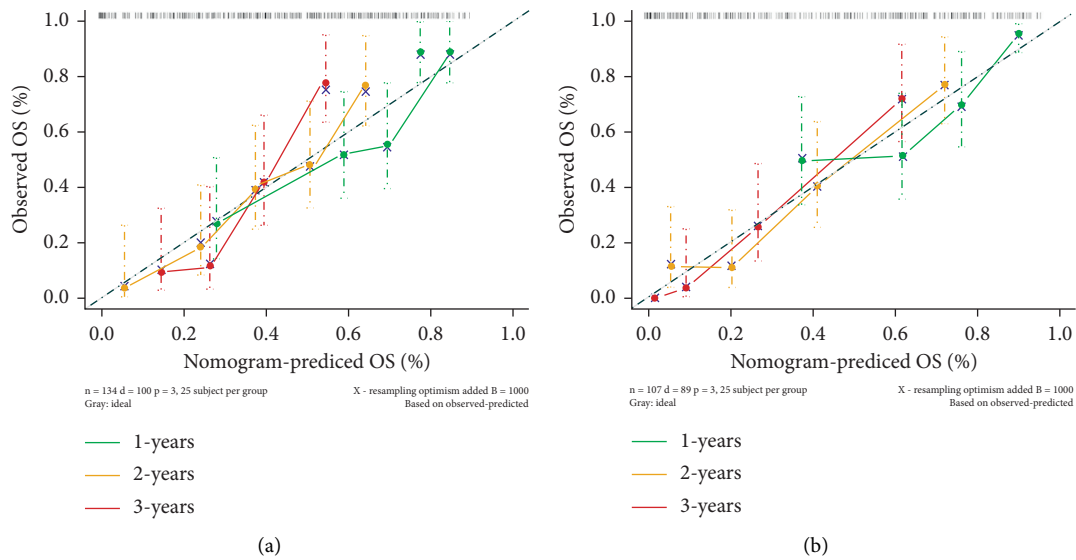 1.0
0.8
0.6
0.4
0.2
0.0
Observed OS (%)
0.0 0.2 0.4 0.6 0.8 1.0
Nomogram-prediced OS (%)
n = 134 d = 100 p = 3, 25 subject per group
Gray: ideal
X - resampling optimism added B = 1000
Based on observed-predicted
1-years
2-years
3-years
(a)
1.0
0.8
0.6
0.4
0.2
0.0
Observed OS (%)
0.0 0.2 0.4 0.6 0.8 1.0
Nomogram-prediced OS (%)
n = 107 d = 89 p = 3, 25 subject per group
Gray: ideal
X - resampling optimism added B = 1000
Based on observed-predicted
1-years
2-years
3-years
(b)